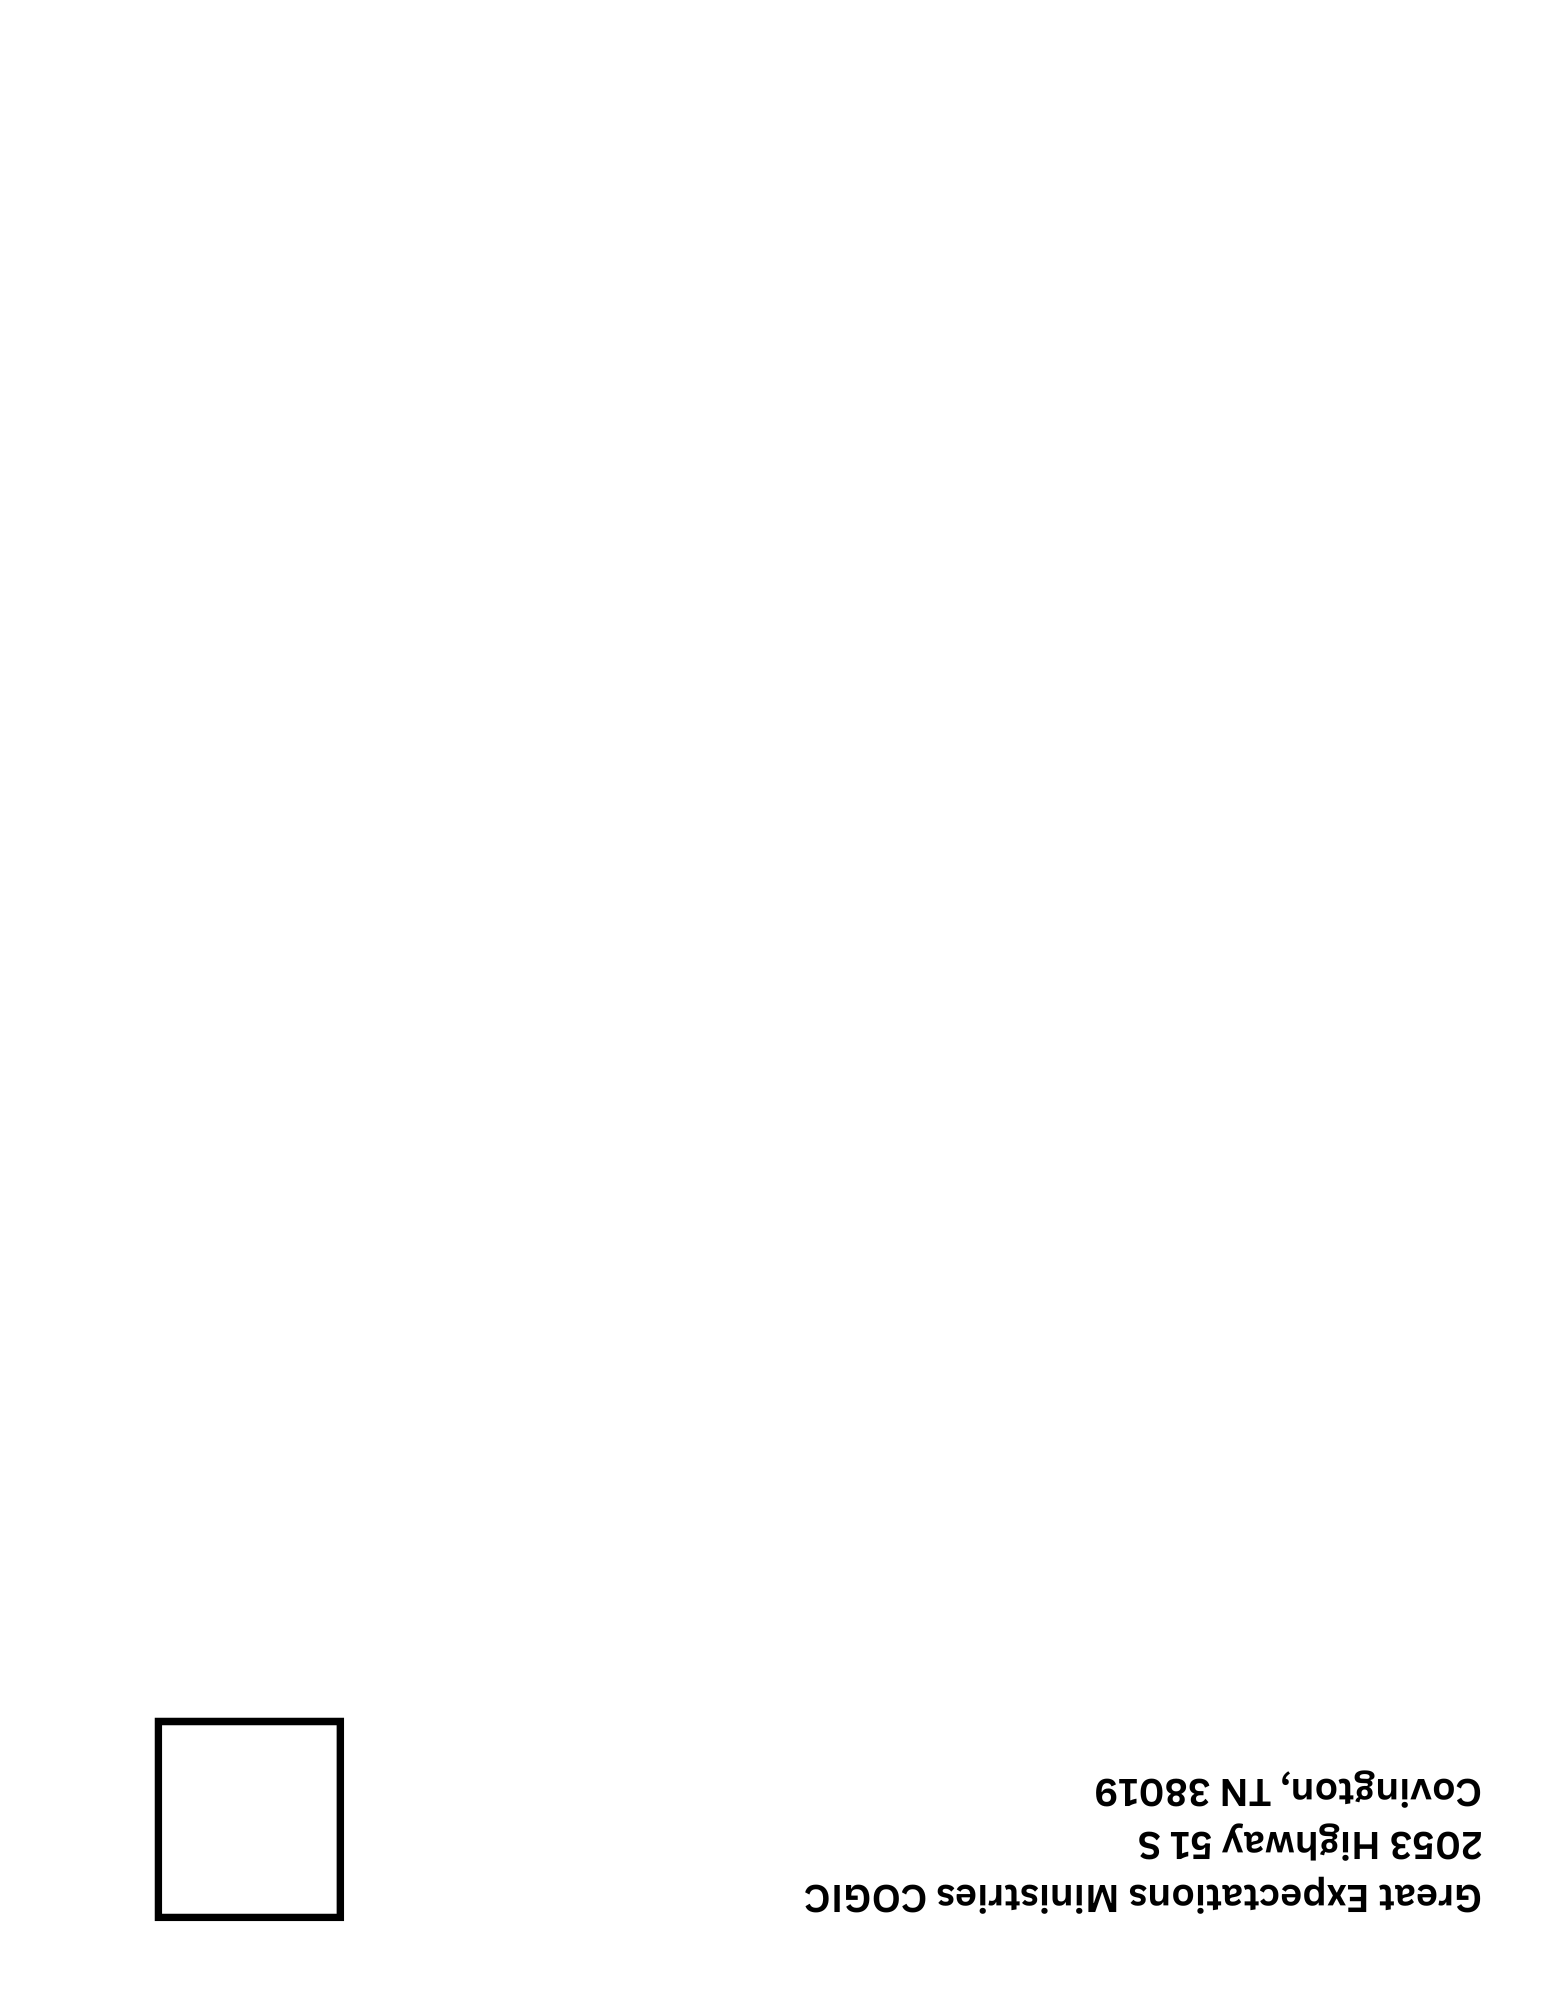 Great Expectations Ministries COGIC
2053 Highway 51 S
Covington, TN 38019